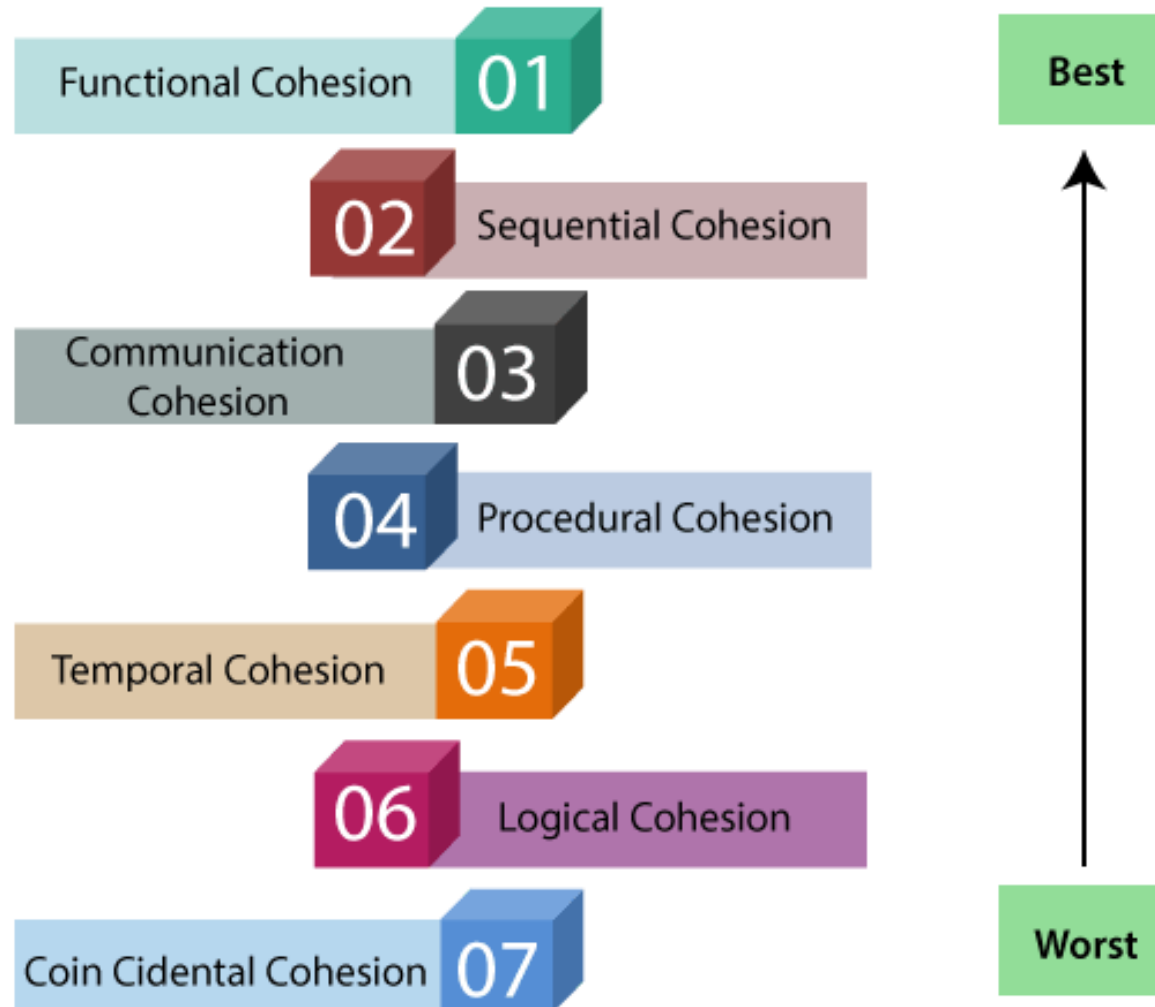 Functional Cohesion 01
Best
02 Sequential Cohesion
Communication
Cohesion
03
04 Procedural Cohesion
Temporal Cohesion 05
06 Logical Cohesion
Worst
Coin Cidental Cohesion 07